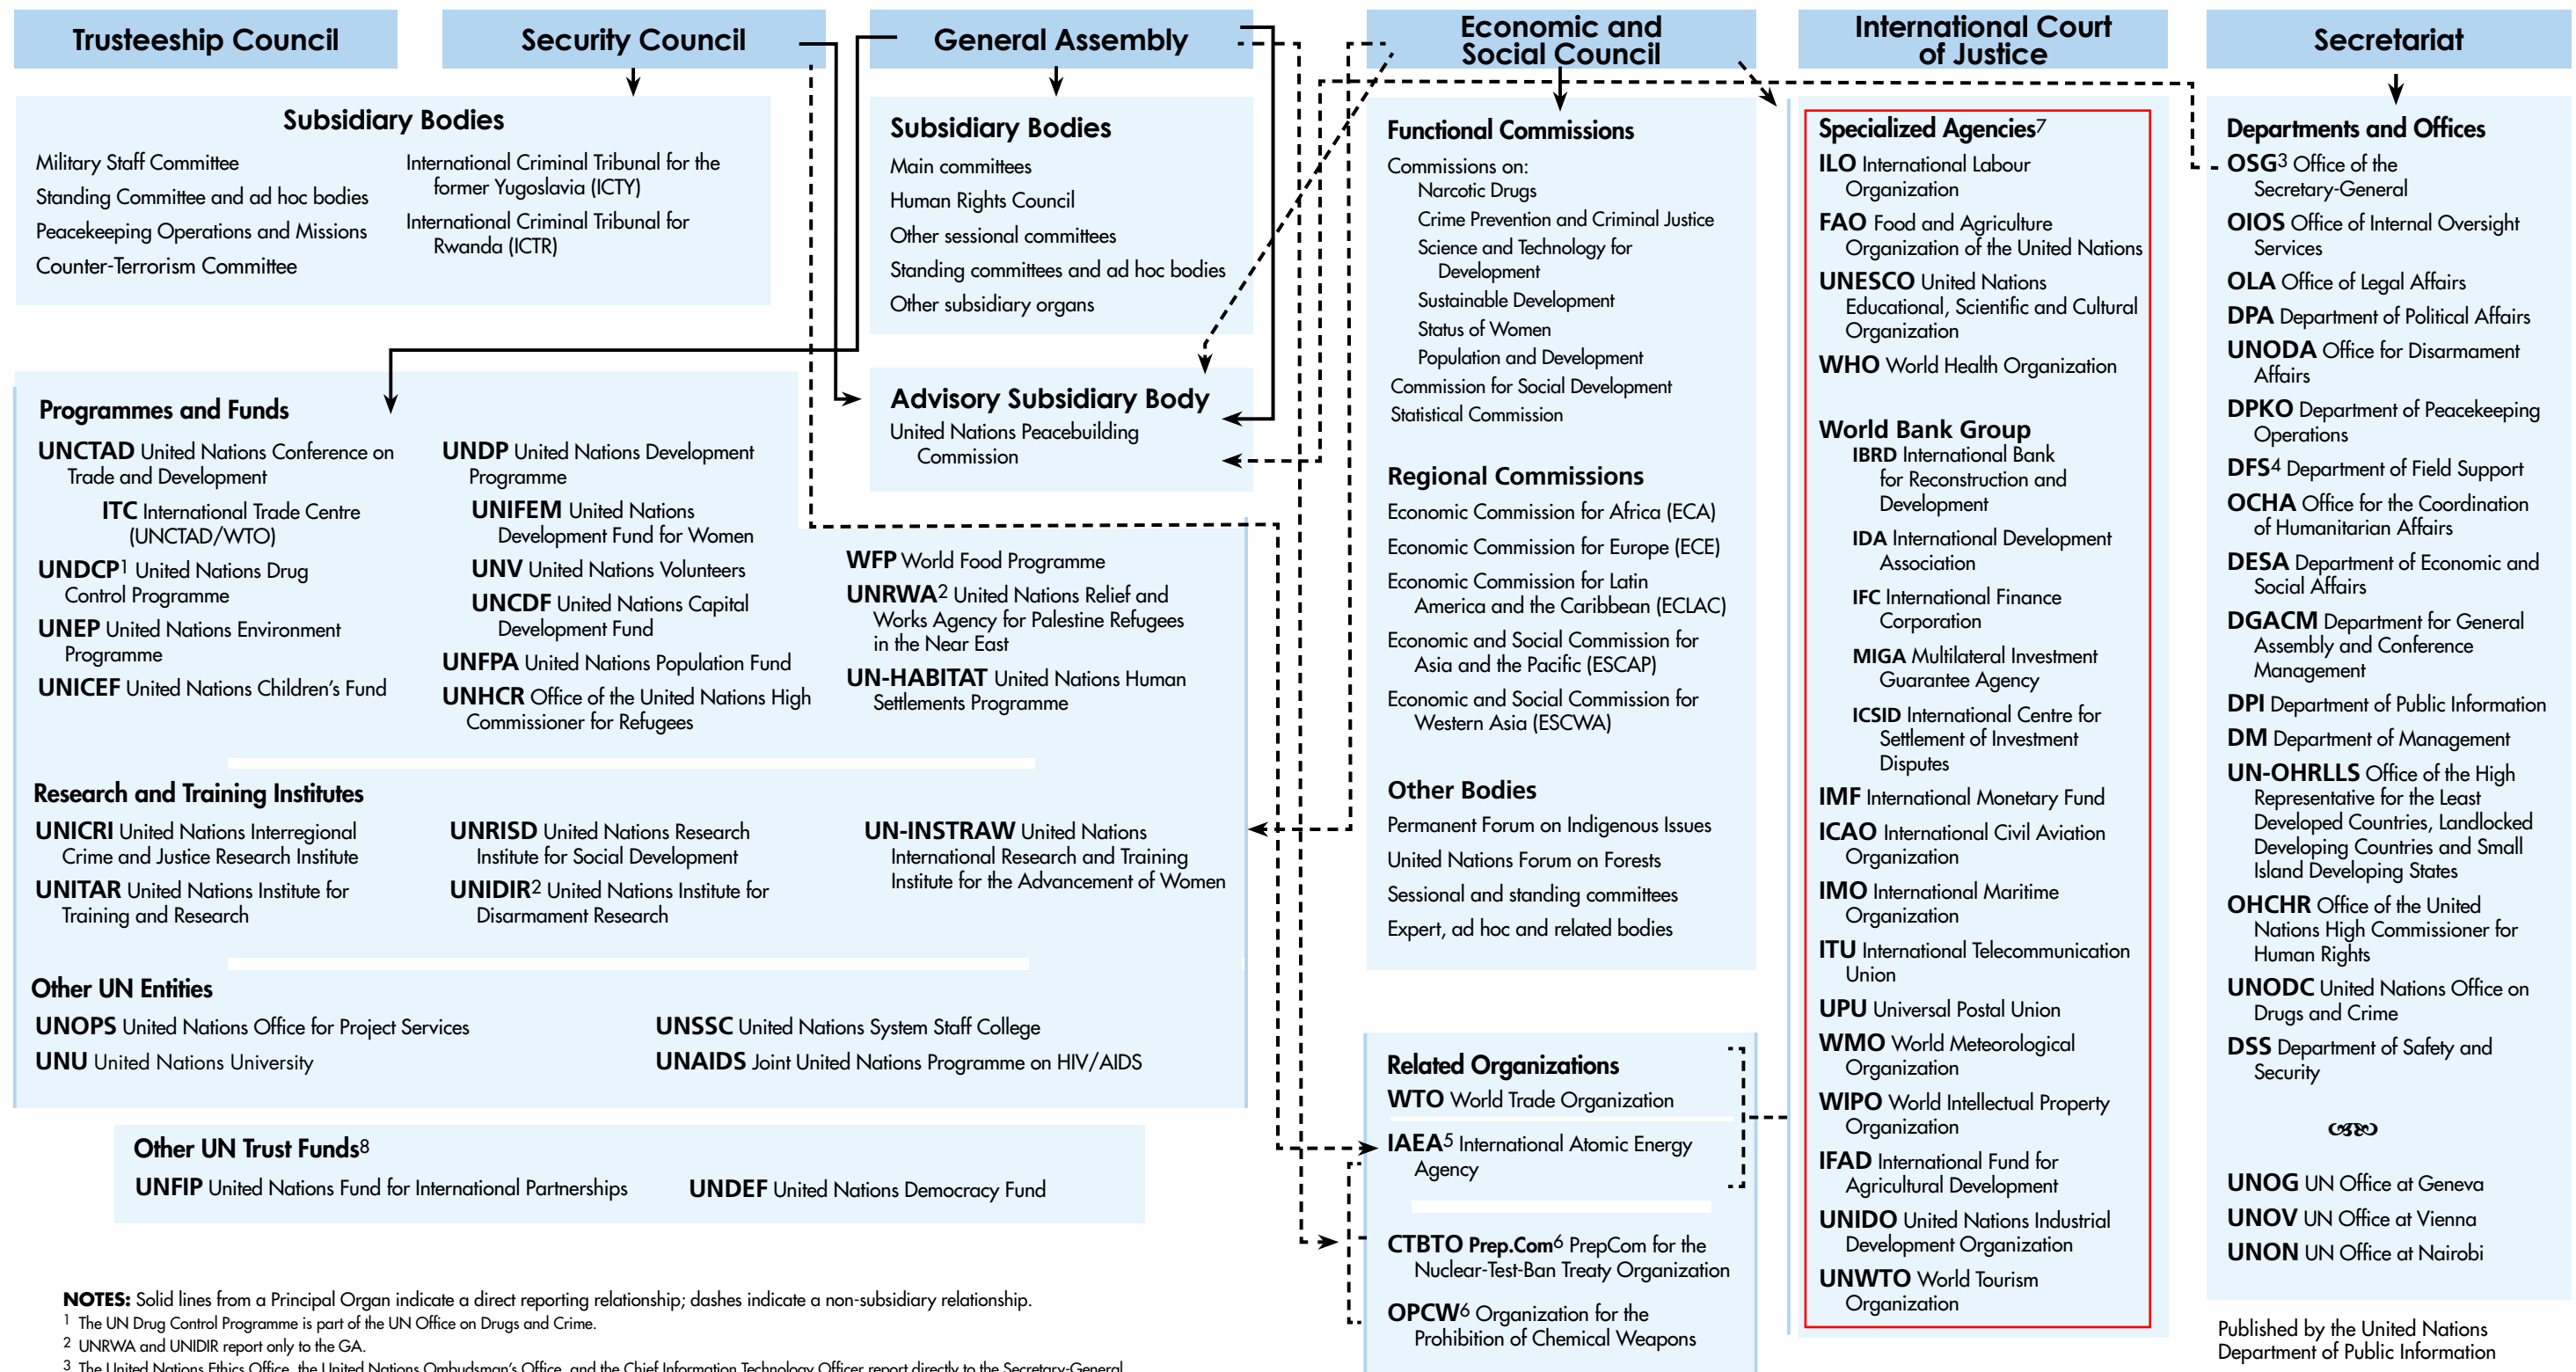 Trusteeship Council
Security Council
General Assembly
Economic and
Social Council
International Court
of Justice
Secretariat
Subsidiary Bodies
Military Staff Committee
Standing Committee and ad hoc bodies
Peacekeeping Operations and Missions
Counter-Terrorism Committee
International Criminal Tribunal for the
former Yugoslavia (ICTY)
International Criminal Tribunal for
Rwanda (ICTR)
Subsidiary Bodies
Main committees
Human Rights Council
Other sessional committees
Standing committees and ad hoc bodies
Other subsidiary organs
Advisory Subsidiary Body
United Nations Peacebuilding
Commission
Programmes and Funds
UNCTAD United Nations Conference on
Trade and Development
ITC International Trade Centre
(UNCTAD/WTO)
UNDCP1 United Nations Drug
Control Programme
UNEP United Nations Environment
Programme
UNICEF United Nations Children's Fund
UNDP United Nations Development
Programme
UNIFEM United Nations
Development Fund for Women
UNV United Nations Volunteers
UNCDF United Nations Capital
Development Fund
UNFPA United Nations Population Fund
UNHCR Office of the United Nations High
Commissioner for Refugees
WFP World Food Programme
UNRWA2 United Nations Relief and
Works Agency for Palestine Refugees
in the Near East
UN-HABITAT United Nations Human
Settlements Programme
Research and Training Institutes
UNICRI United Nations Interregional
Crime and Justice Research Institute
UNITAR United Nations Institute for
Training and Research
UNRISD United Nations Research
Institute for Social Development
UNIDIR2 United Nations Institute for
Disarmament Research
UN-INSTRAW United Nations
International Research and Training
Institute for the Advancement of Women
Other UN Entities
UNOPS United Nations Office for Project Services
UNU United Nations University
UNSSC United Nations System Staff College
UNAIDS Joint United Nations Programme on HIV/AIDS
Other UN Trust Funds8
UNFIP United Nations Fund for International Partnerships
UNDEF United Nations Democracy Fund
Functional Commissions
Commissions on:
Narcotic Drugs
Crime Prevention and Criminal Justice
Science and Technology for
Development
Sustainable Development
Status of Women
Population and Development
Commission for Social Development
Statistical Commission
Regional Commissions
Economic Commission for Africa (ECA)
Economic Commission for Europe (ECE)
Economic Commission for Latin
America and the Caribbean (ECLAC)
Economic and Social Commission for
Asia and the Pacific (ESCAP)
Economic and Social Commission for
Western Asia (ESCWA)
Other Bodies
Permanent Forum on Indigenous Issues
United Nations Forum on Forests
Sessional and standing committees
Expert, ad hoc and related bodies
Related Organizations
WTO World Trade Organization
IAEA5 International Atomic Energy
Agency
CTBTO Prep.Com6 PrepCom for the
Nuclear-Test-Ban Treaty Organization
OPCW6 Organization for the
Prohibition of Chemical Weapons
Specialized Agencies7
ILO International Labour
Organization
FAO Food and Agriculture
Organization of the United Nations
UNESCO United Nations
Educational, Scientific and Cultural
Organization
WHO World Health Organization
World Bank Group
IBRD International Bank
for Reconstruction and
Development
IDA International Development
Association
IFC International Finance
Corporation
MIGA Multilateral Investment
Guarantee Agency
ICSID International Centre for
Settlement of Investment
Disputes
IMF International Monetary Fund
ICAO International Civil Aviation
Organization
IMO International Maritime
Organization
ITU International Telecommunication
Union
UPU Universal Postal Union
WMO World Meteorological
Organization
WIPO World Intellectual Property
Organization
IFAD International Fund for
Agricultural Development
UNIDO United Nations Industrial
Development Organization
UNWTO World Tourism
Organization
Departments and Offices
OSG3 Office of the
Secretary-General
OIOS Office of Internal Oversight
Services
OLA Office of Legal Affairs
DPA Department of Political Affairs
UNODA Office for Disarmament
Affairs
DPKO Department of Peacekeeping
Operations
DFS4 Department of Field Support
OCHA Office for the Coordination
of Humanitarian Affairs
DESA Department of Economic and
Social Affairs
DGACM Department for General
Assembly and Conference
Management
DPI Department of Public Information
DM Department of Management
UN-OHRLLS Office of the High
Representative for the Least
Developed Countries, Landlocked
Developing Countries and Small
Island Developing States
OHCHR Office of the United
Nations High Commissioner for
Human Rights
UNODC United Nations Office on
Drugs and Crime
DSS Department of Safety and
Security
UNOG UN Office at Geneva
UNOV UN Office at Vienna
UNON UN Office at Nairobi
NOTES: Solid lines from a Principal Organ indicate a direct reporting relationship; dashes indicate a non-subsidiary relationship.
1 The UN Drug Control Programme is part of the UN Office on Drugs and Crime.
2 UNRWA and UNIDIR report only to the GA.
3 The United Nations Ethics Office, the United Nations Ombudsman's Office, and the Chief Information Technology Officer report directly to the Secretary-General
Published by the United Nations
Department of Public Information